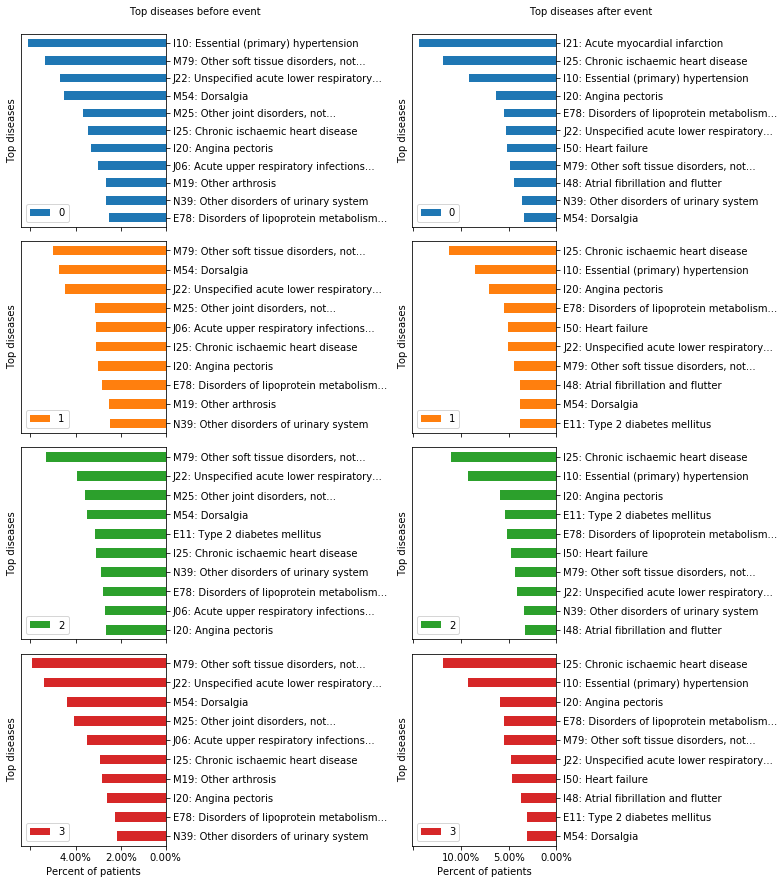 Top diseases before event
Top diseases
I10: Essential (primary) hypertension
M79: Other soft tissue disorders, not...
J22: Unspecified acute lower respiratory...
M54: Dorsalgia
M25: Other joint disorders, not...
I25: Chronic ischaemic heart disease
I20: Angina pectoris
J06: Acute upper respiratory infections...
M19: Other arthrosis
N39: Other disorders of urinary system
E78: Disorders of lipoprotein metabolism...
0
Top diseases after event
Top diseases
I21: Acute myocardial infarction
I25: Chronic ischaemic heart disease
I10: Essential (primary) hypertension
I20: Angina pectoris
E78: Disorders of lipoprotein metabolism...
J22: Unspecified acute lower respiratory...
I50: Heart failure
M79: Other soft tissue disorders, not...
I48: Atrial fibrillation and flutter
N39: Other disorders of urinary system
M54: Dorsalgia
0
Top diseases
M79: Other soft tissue disorders, not...
M54: Dorsalgia
J22: Unspecified acute lower respiratory...
M25: Other joint disorders, not...
J06: Acute upper respiratory infections...
I25: Chronic ischaemic heart disease
I20: Angina pectoris
E78: Disorders of lipoprotein metabolism...
M19: Other arthrosis
N39: Other disorders of urinary system
1
Top diseases
I25: Chronic ischaemic heart disease
I10: Essential (primary) hypertension
I20: Angina pectoris
E78: Disorders of lipoprotein metabolism...
I50: Heart failure
J22: Unspecified acute lower respiratory...
M79: Other soft tissue disorders, not...
I48: Atrial fibrillation and flutter
M54: Dorsalgia
E11: Type 2 diabetes mellitus
1
Top diseases
M79: Other soft tissue disorders, not...
J22: Unspecified acute lower respiratory...
M25: Other joint disorders, not...
M54: Dorsalgia
E11: Type 2 diabetes mellitus
I25: Chronic ischaemic heart disease
N39: Other disorders of urinary system
E78: Disorders of lipoprotein metabolism...
J06: Acute upper respiratory infections...
I20: Angina pectoris
2
Top diseases
I25: Chronic ischaemic heart disease
I10: Essential (primary) hypertension
I20: Angina pectoris
E11: Type 2 diabetes mellitus
E78: Disorders of lipoprotein metabolism...
I50: Heart failure
M79: Other soft tissue disorders, not...
J22: Unspecified acute lower respiratory...
N39: Other disorders of urinary system
I48: Atrial fibrillation and flutter
2
Top diseases
M79: Other soft tissue disorders, not...
J22: Unspecified acute lower respiratory...
M54: Dorsalgia
M25: Other joint disorders, not...
J06: Acute upper respiratory infections...
I25: Chronic ischaemic heart disease
M19: Other arthrosis
I20: Angina pectoris
E78: Disorders of lipoprotein metabolism...
N39: Other disorders of urinary system
3
4.00% 2.00% 0.00%
Percent of patients
Top diseases
I25: Chronic ischaemic heart disease
I10: Essential (primary) hypertension
I20: Angina pectoris
E78: Disorders of lipoprotein metabolism...
M79: Other soft tissue disorders, not...
J22: Unspecified acute lower respiratory...
I50: Heart failure
I48: Atrial fibrillation and flutter
E11: Type 2 diabetes mellitus
M54: Dorsalgia
3
10.00% 5.00% 0.00%
Percent of patients